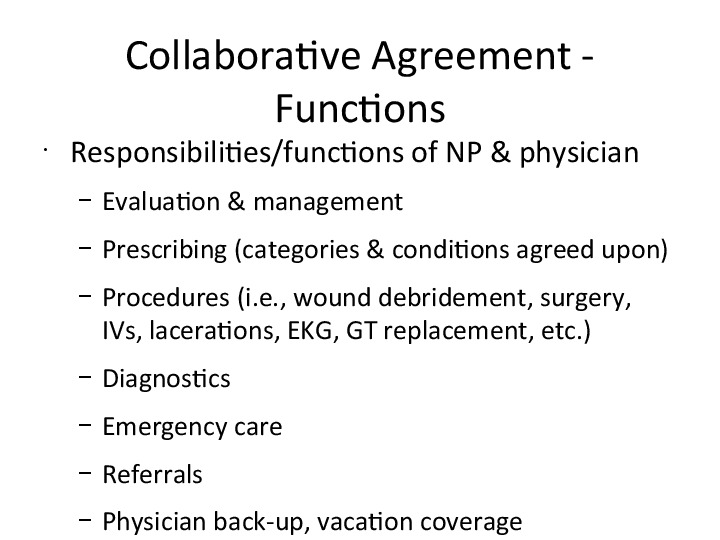 Collaborative Agreement -
Functions
• Responsibilities/functions of NP & physician
– Evaluation & management
– Prescribing (categories & conditions agreed upon)
– Procedures (i.e., wound debridement, surgery,
IVs, lacerations, EKG, GT replacement, etc.)
– Diagnostics
– Emergency care
– Referrals
– Physician back-up, vacation coverage